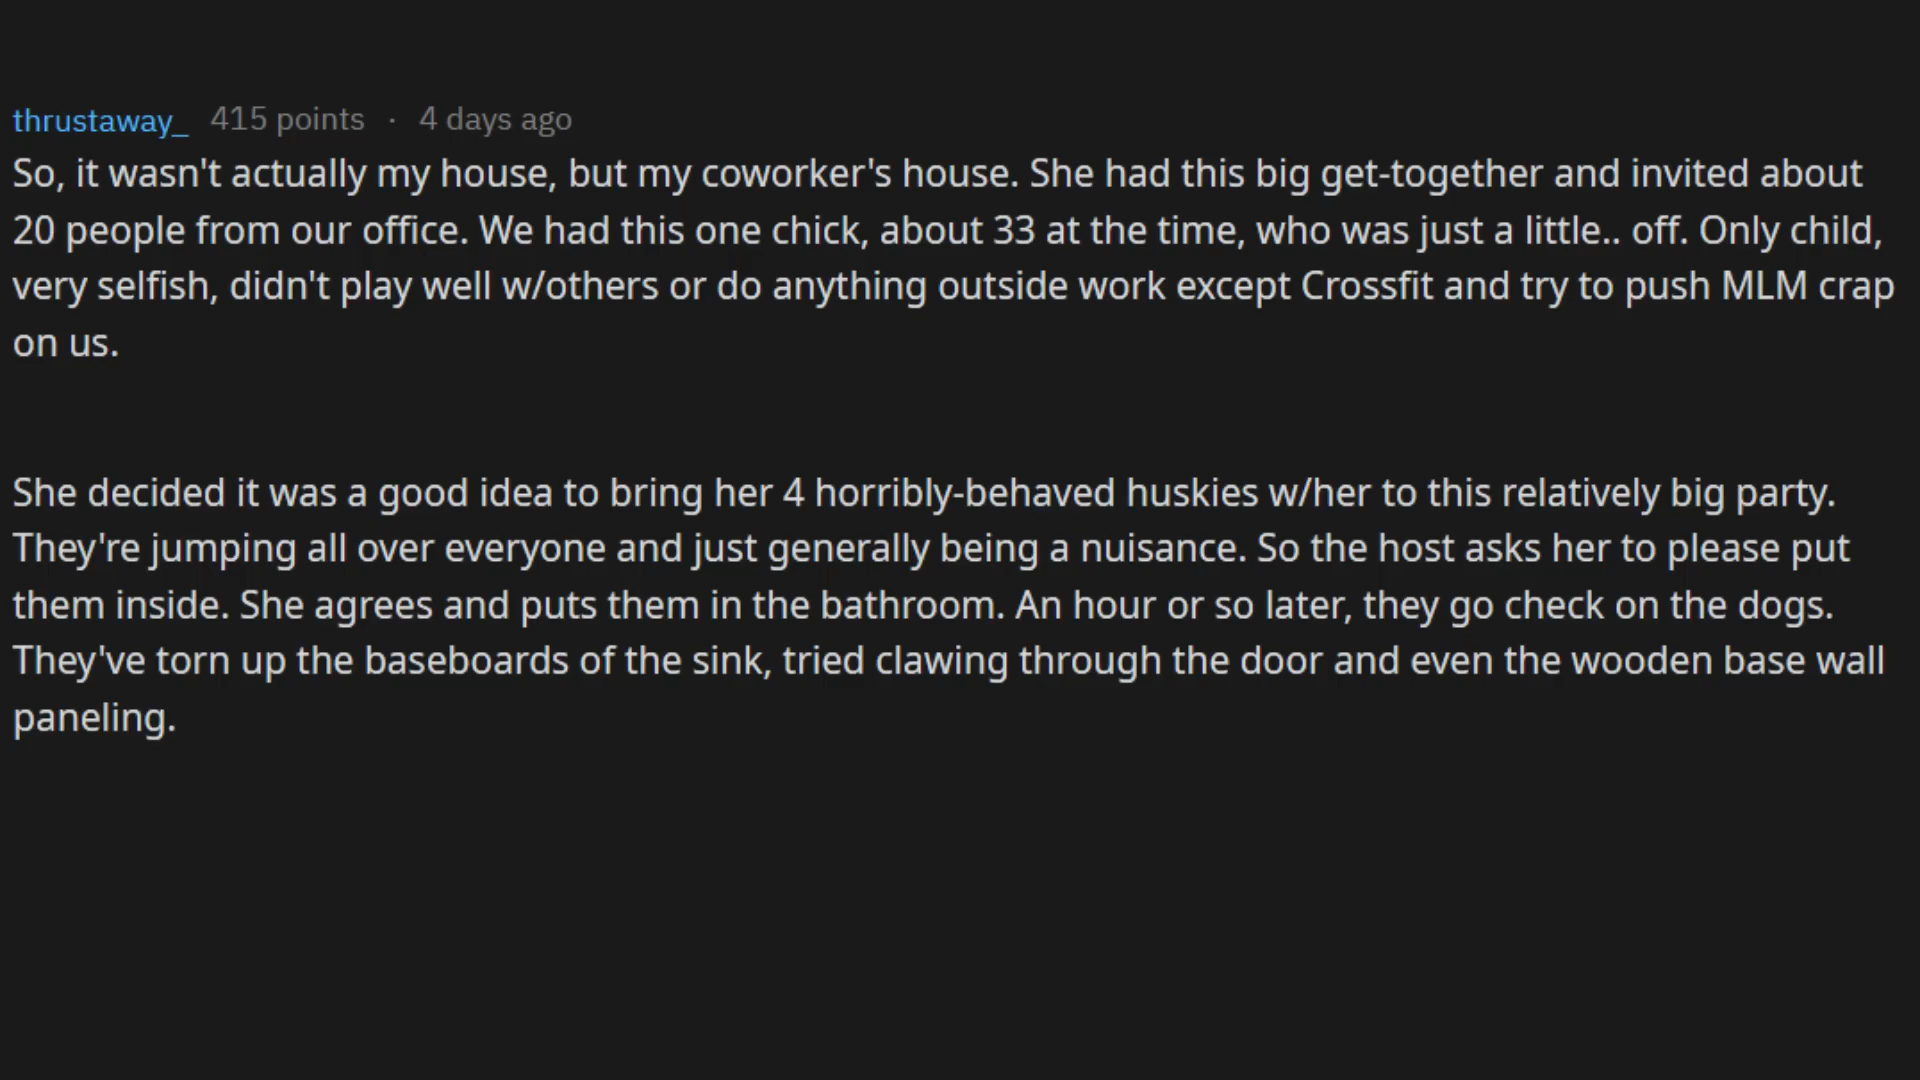 thrustaway_ 415 points · 4 days ago
So, it wasn't actually my house, but my coworker's house. She had this big get-together and invited about
20 people from our office. We had this one chick, about 33 at the time, who was just a little.. off. Only child,
very selfish, didn't play well w/others or do anything outside work except Crossfit and try to push MLM crap
on us.
She decided it was a good idea to bring her 4 horribly-behaved huskies w/her to this relatively big party.
They're jumping all over everyone and just generally being a nuisance. So the host asks her to please put
them inside. She agrees and puts them in the bathroom. An hour or so later, they go check on the dogs.
They've torn up the baseboards of the sink, tried clawing through the door and even the wooden base wall
paneling.